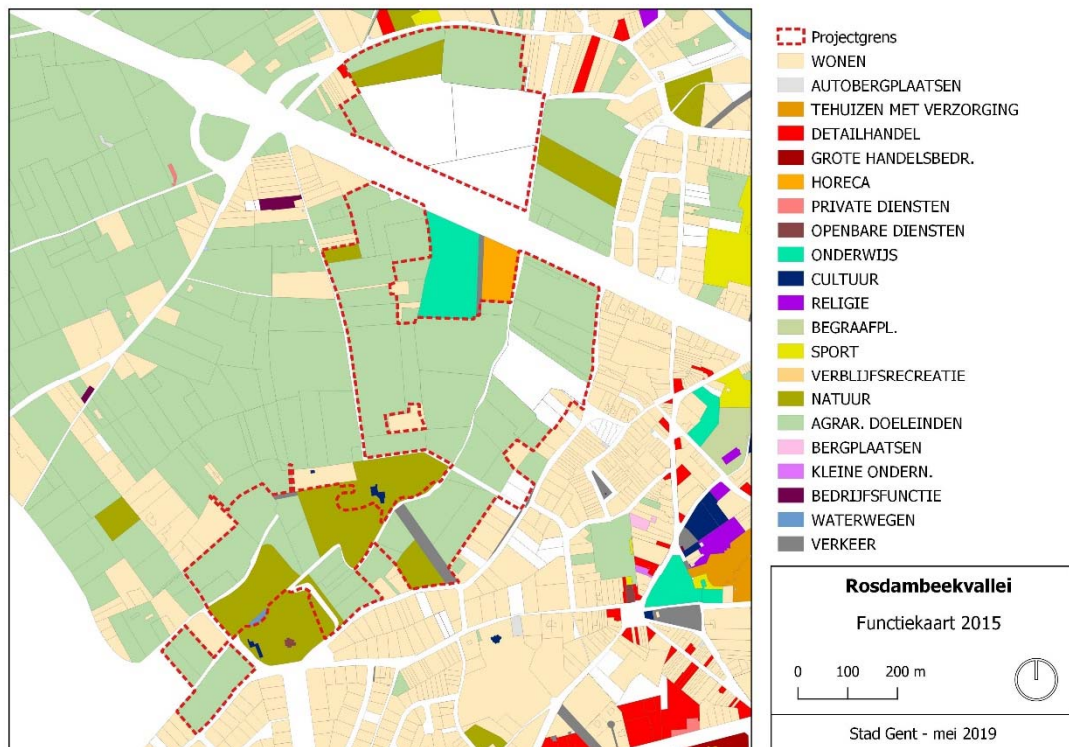 Projectgrens
WONEN
AUTOBERGPLAATSEN
TEHUIZEN MET VERZORGING
DETAILHANDEL
GROTE HANDELSBEDR.
HORECA
PRIVATE DIENSTEN
OPENBARE DIENSTEN
ONDERWIJS
CULTUUR
RELIGIE
BEGRAAFPL.
SPORT
VERBLIJFSRECREATIE
NATUUR
AGRAR. DOELEINDEN
BERGPLAATSEN
KLEINE ONDERN.
BEDRIJFSFUNCTIE
WATERWEGEN
VERKEER
Rosdambeekvallei
Functiekaart 2015
0 100 200 m
Stad Gent - mei 2019